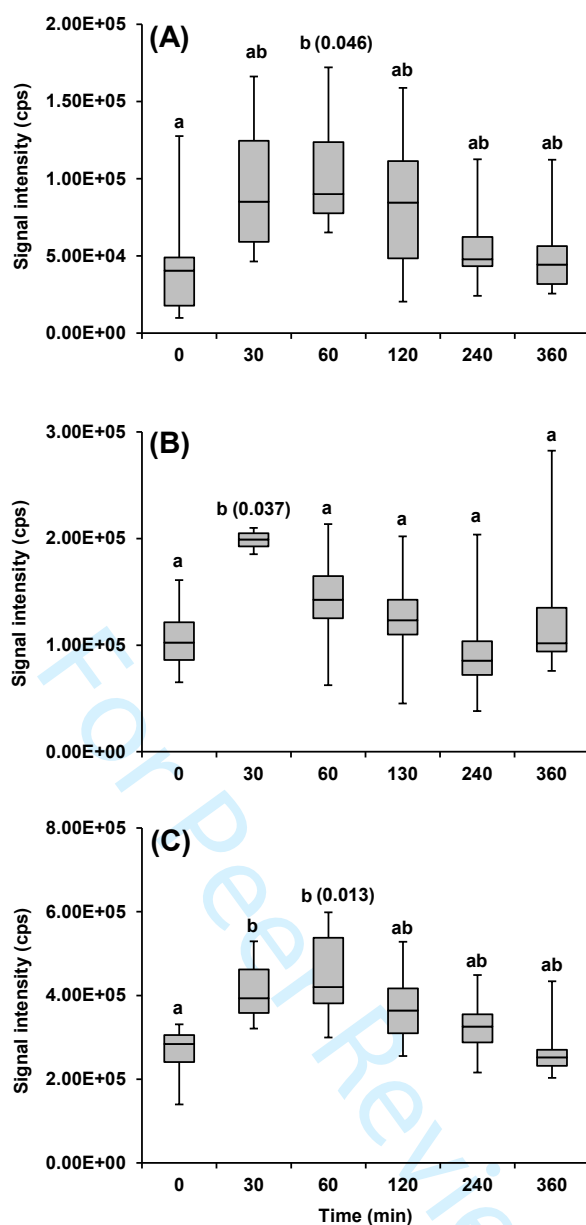 (A)
Signal intensity (cps)
2.00E+05
1.50E+05
1.00E+05
5.00E+04
0.00E+00
a
ab
b (0.046)
ab
ab
ab
0 30 60 120 240 360
(B)
Signal intensity (cps)
3.00E+05
2.00E+05
1.00E+05
0.00E+00
a
b (0.037)
a
a
a
a
0 30 60 130 240 360
(C)
Signal intensity (cps)
8.00E+05
6.00E+05
4.00E+05
2.00E+05
0.00E+00
a
b
b (0.013)
ab
ab
ab
0 30 60 120 240 360
Time (min)
For Peer Review